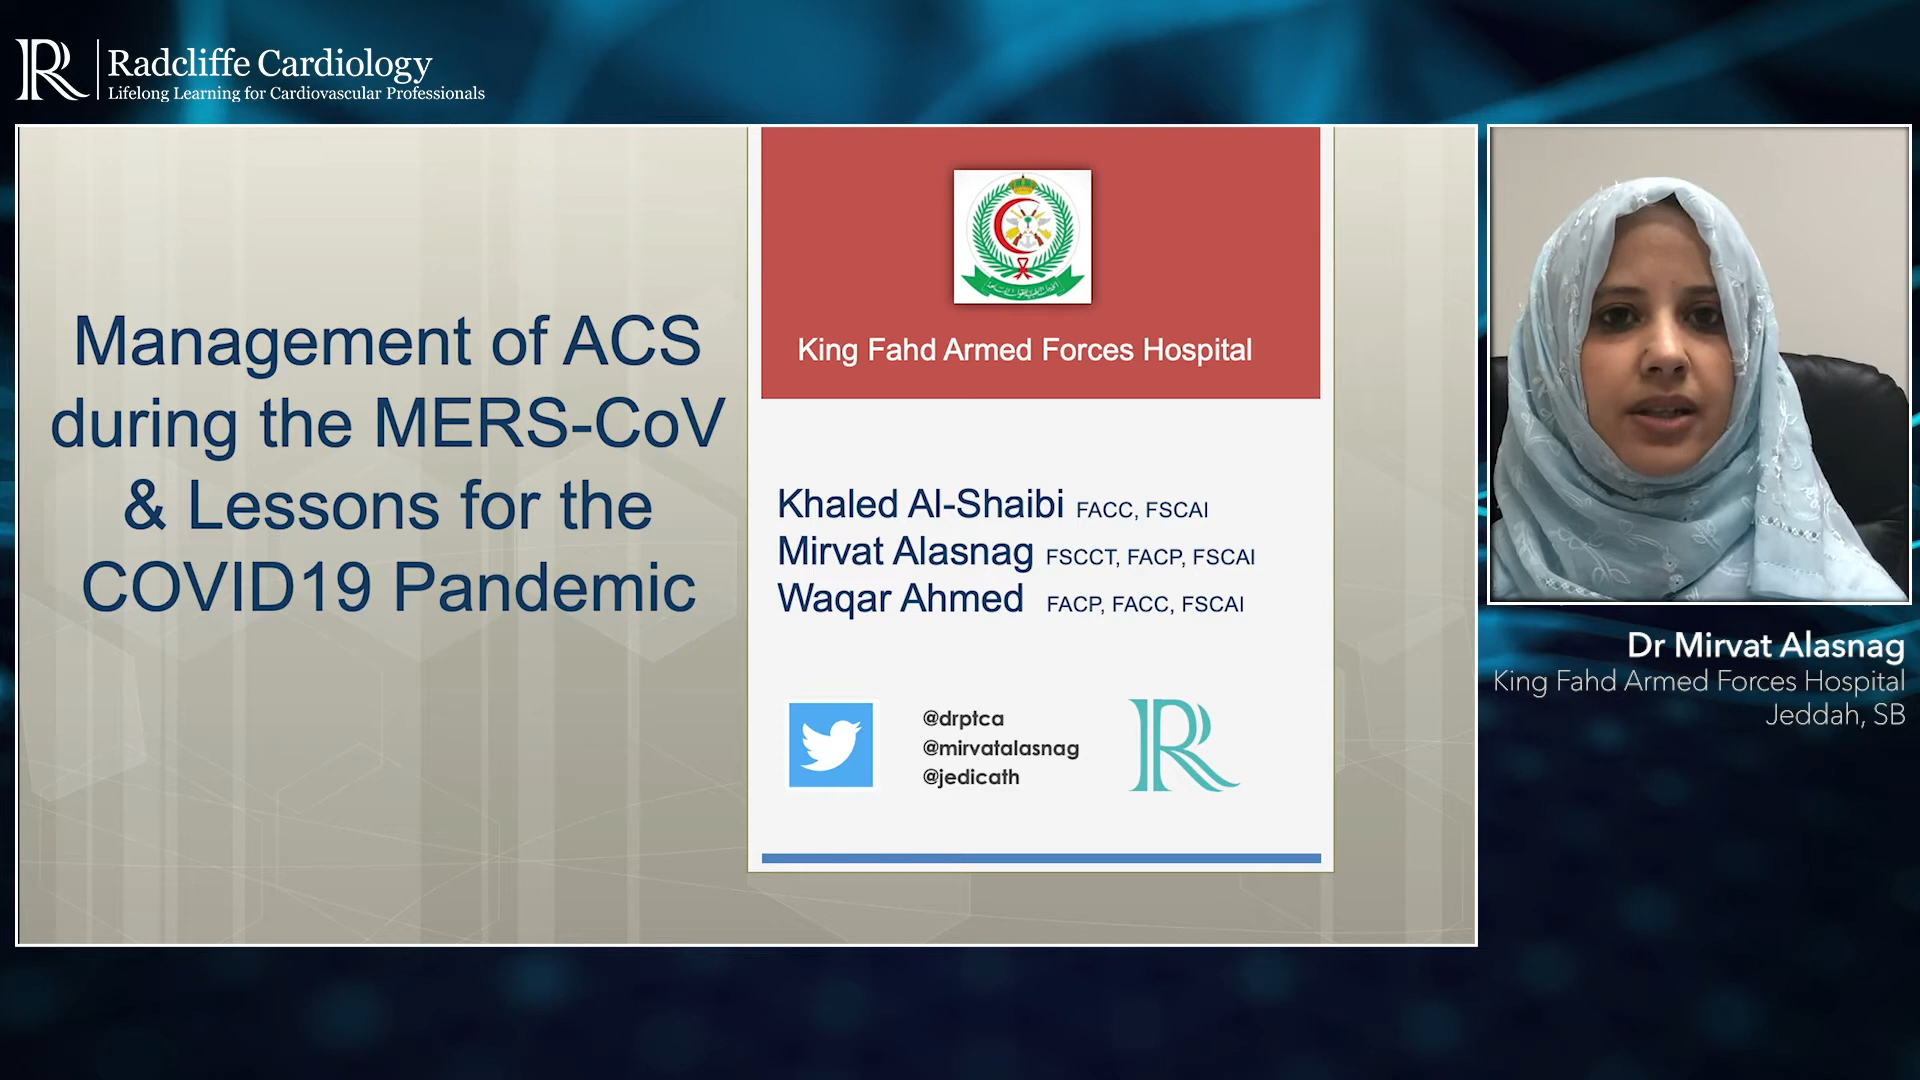 Radcliffe Cardiology
Lifelong Learning for Cardiovascular Professionals
Management of ACS
during the MERS-CoV
& Lessons for the
COVID19 Pandemic
King Fahd Armed Forces Hospital
Khaled Al-Shaibi FACC, FSCAI
Mirvat Alasnag FSCCT, FACP, FSCAI
Waqar Ahmed FACP, FACC, FSCAI
@drptca
@mirvatalasnag
@jedicath
Dr Mirvat Alasnag
King Fahd Armed Forces Hospital
Jeddah, SB